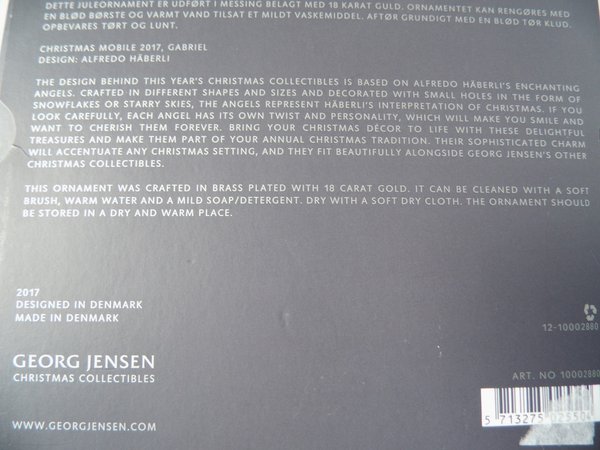 DETTE JULEORNAMENT ER UDFØRT I MESSING BELAGT MED 18 KARAT GULD. ORNAMENTET KAN RENGØRES MED
EN BLØD BØRSTE OG VARMT VAND TILSAT ET MILDT VASKEMIDDEL. AFTØR GRUNDIGT MED EN BLØD TØR KLUD.
OPBEVARES TØRT OG LUNT.
CHRISTMAS MOBILE 2017, GABRIEL
DESIGN: ALFREDO HÄBERLI
THE DESIGN BEHIND THIS YEAR'S CHRISTMAS COLLECTIBLES IS BASED ON ALFREDO HÄBERLI'S ENCHANTING
ANGELS. CRAFTED IN DIFFERENT SHAPES AND SIZES AND DECORATED WITH SMALL HOLES IN THE FORM OF
SNOWFLAKES OR STARRY SKIES, THE ANGELS REPRESENT HÄBERLI'S INTERPRETATION OF CHRISTMAS. IF YOU
LOOK CAREFULLY, EACH ANGEL HAS ITS OWN TWIST AND PERSONALITY, WHICH WILL MAKE YOU SMILE AND
WANT TO CHERISH THEM FOREVER. BRING YOUR CHRISTMAS DÉCOR TO LIFE WITH THESE DELIGHTFUL
TREASURES AND MAKE THEM PART OF YOUR ANNUAL CHRISTMAS TRADITION. THEIR SOPHISTICATED CHARM
WILL ACCENTUATE ANY CHRISTMAS SETTING, AND THEY FIT BEAUTIFULLY ALONGSIDE GEORG JENSEN'S OTHER
CHRISTMAS COLLECTIBLES.
THIS ORNAMENT WAS CRAFTED IN BRASS PLATED WITH 18 CARAT GOLD. IT CAN BE CLEANED WITH A SOFT
BRUSH, WARM WATER AND A MILD SOAP/DETERGENT. DRY WITH A SOFT DRY CLOTH. THE ORNAMENT SHOULD
BE STORED IN A DRY AND WARM PLACE.
2017
DESIGNED IN DENMARK
MADE IN DENMARK
12-10002880
GEORG JENSEN
CHRISTMAS COLLECTIBLES
ART. NO 10002880
5 713275
WWW.GEORGJENSEN.COM